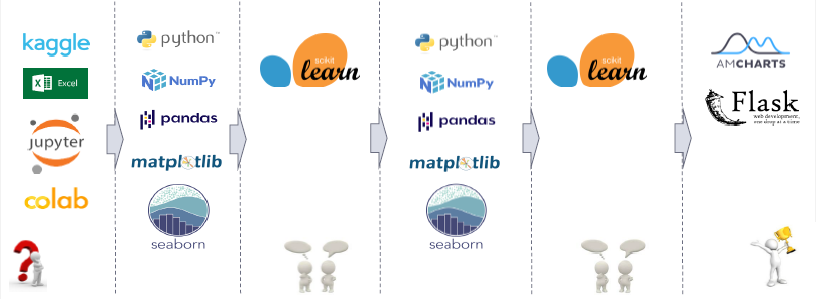 kaggle
Excel
jupyter
colab
python™
NumPy
pandas
matplotlib
seaborn
scikit
learn
python™
NumPy
pandas
matplotlib
seaborn
scikit
learn
AMCHARTS
Flask
web development,
one drop at a time